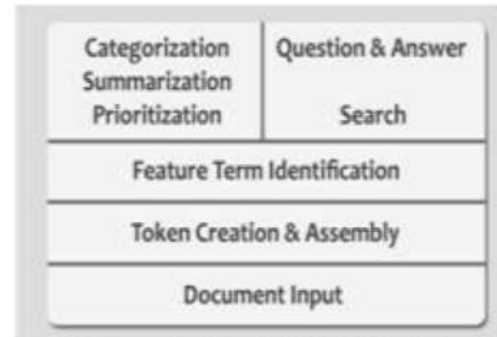 Categorization
Summarization
Prioritization
Question & Answer
Search
Feature Term Identification
Token Creation & Assembly
Document Input